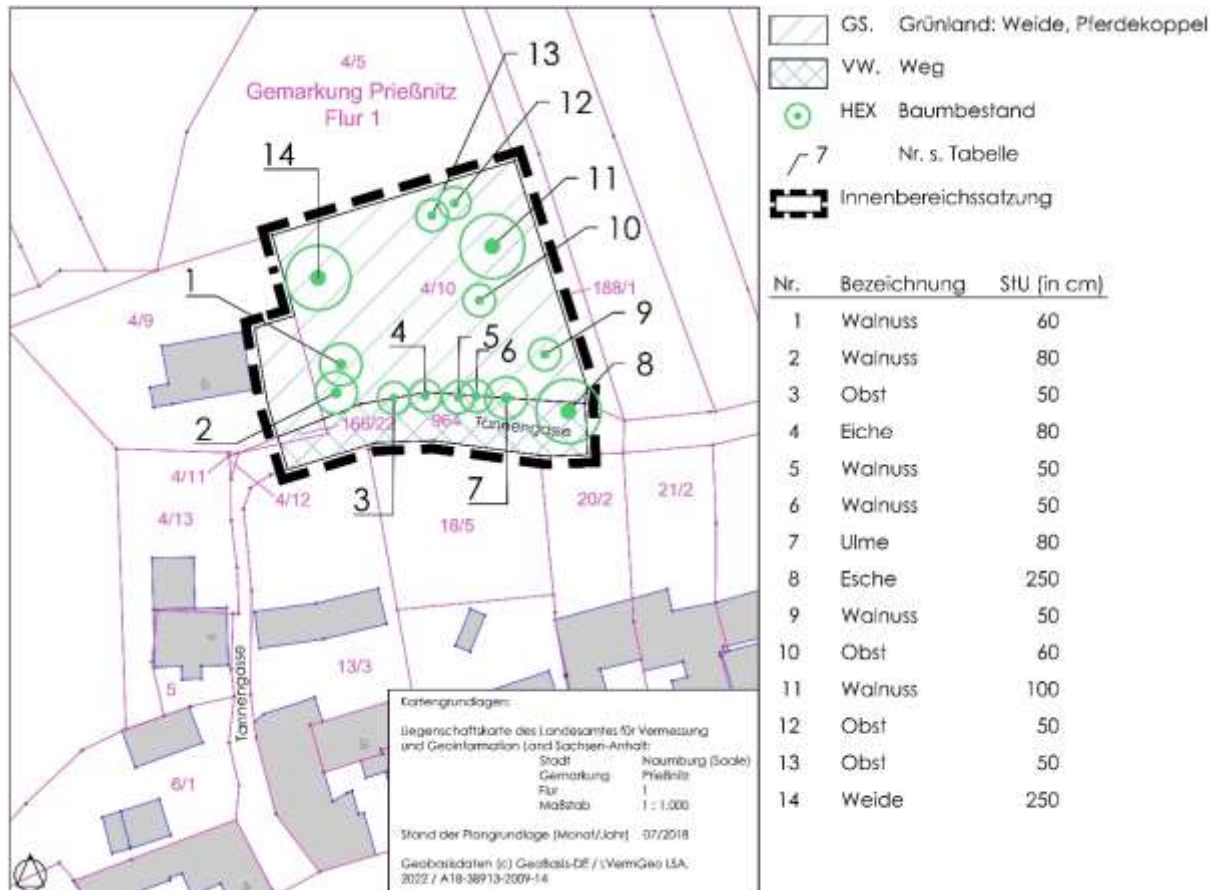 4/5
Gemarkung Prießnitz
Flur 1
13
12
14
11
10
1
4/10
188/1
4/9
9
4
5
6
8
2
166/22
964
Tannengasse
4/11
4/12
3
7
20/2
21/2
4/13
18/5
13/3
5
Tannengasse
6/1
Kartengrundlagen:
Liegenschaftskarte des Landesamtes für Vermessung
und Geoinformation Land Sachsen-Anhalt:
Stadt Naumburg (Saale)
Gemarkung Prießnitz
Flur 1
Maßstab 1 : 1.000
Stand der Plangrundlage (Monat/Jahr) 07/2018
Geobasisdaten (c) GeoBasis-DE / LVermGeo LSA,
2022 / A18-38913-2009-14
GS. Grünland: Weide, Pferdekoppel
VW. Weg
HEX Baumbestand
7 Nr. s. Tabelle
Innenbereichssatzung
Nr. Bezeichnung StU (in cm)
1 Walnuss 60
2 Walnuss 80
3 Obst 50
4 Eiche 80
5 Walnuss 50
6 Walnuss 50
7 Ulme 80
8 Esche 250
9 Walnuss 50
10 Obst 60
11 Walnuss 100
12 Obst 50
13 Obst 50
14 Weide 250